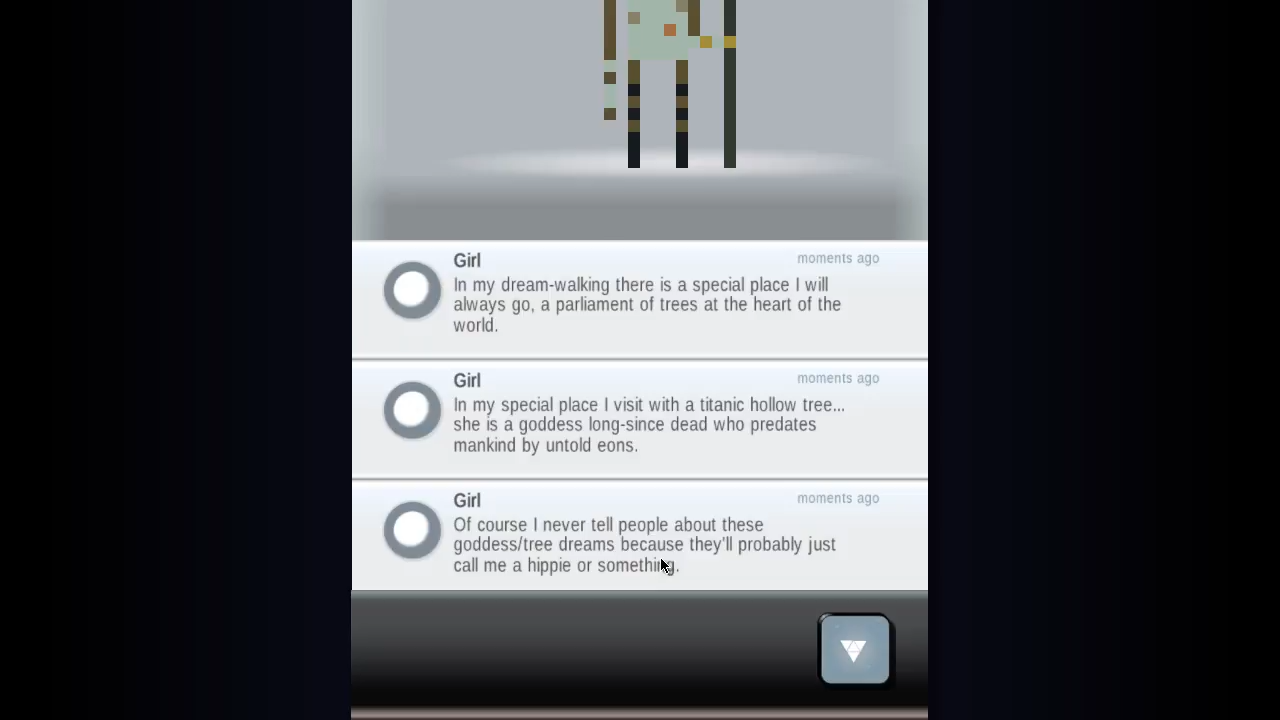 Girl
moments ago
In my dream-walking there is a special place I will
always go, a parliament of trees at the heart of the
world.
Girl
moments ago
In my special place I visit with a titanic hollow tree...
she is a goddess long-since dead who predates
mankind by untold eons.
Girl
moments ago
Of course I never tell people about these
goddess/tree dreams because they'll probably just
call me a hippie or something.